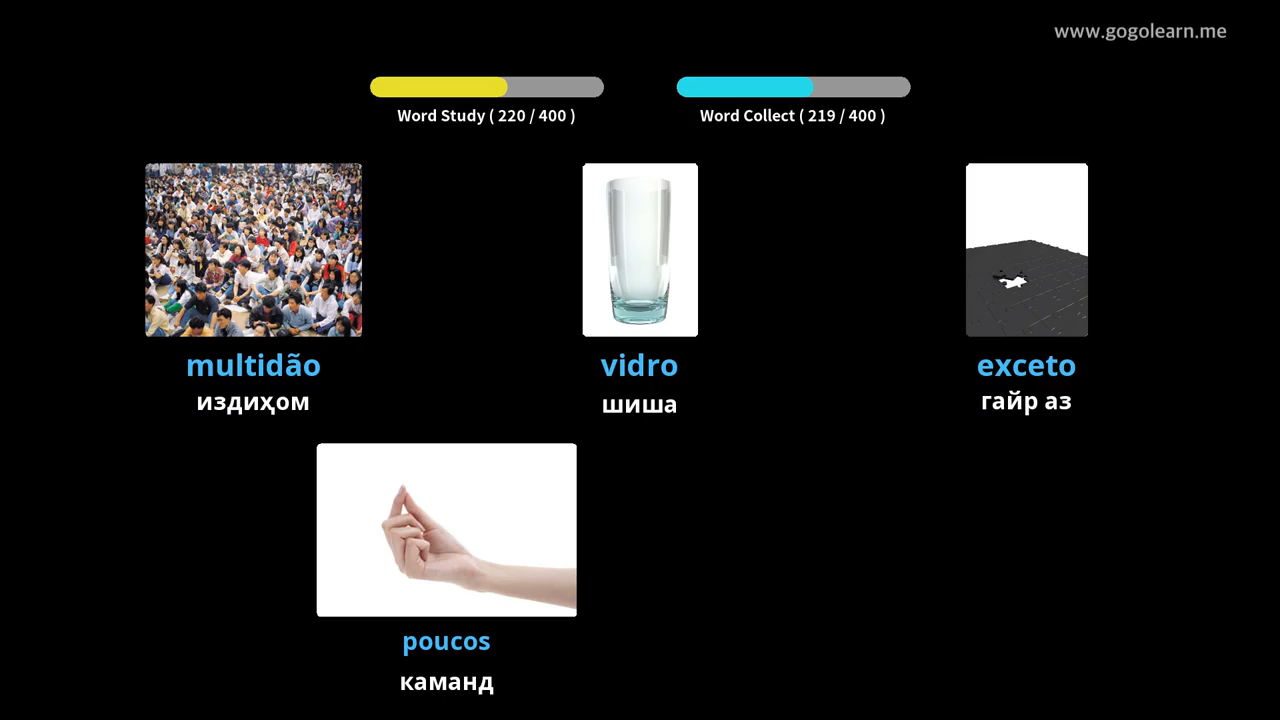 www.gogolearn.me
Word Study ( 220 / 400 )
Word Collect ( 219 / 400 )
multidão
издиҳом
vidro
шиша
exceto
гайр аз
poucos
каманд